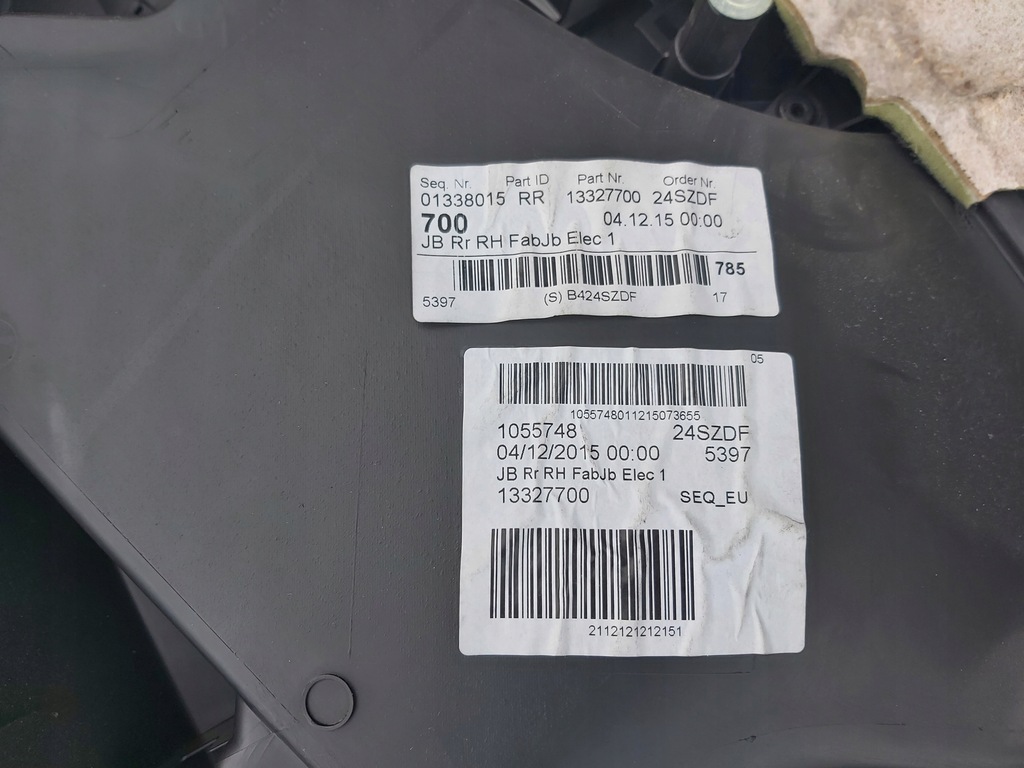 Seq. Nr. Part ID Part Nr. Order Nr.
01338015 RR 13327700 24SZDF
700 04.12.15 00:00
JB Rr RH FabJb Elec 1
785
5397 (S) B424SZDF 17
05
1055748011215073655
1055748 24SZDF
04/12/2015 00:00 5397
JB Rr RH FabJb Elec 1
13327700 SEQ_EU
2112121212151